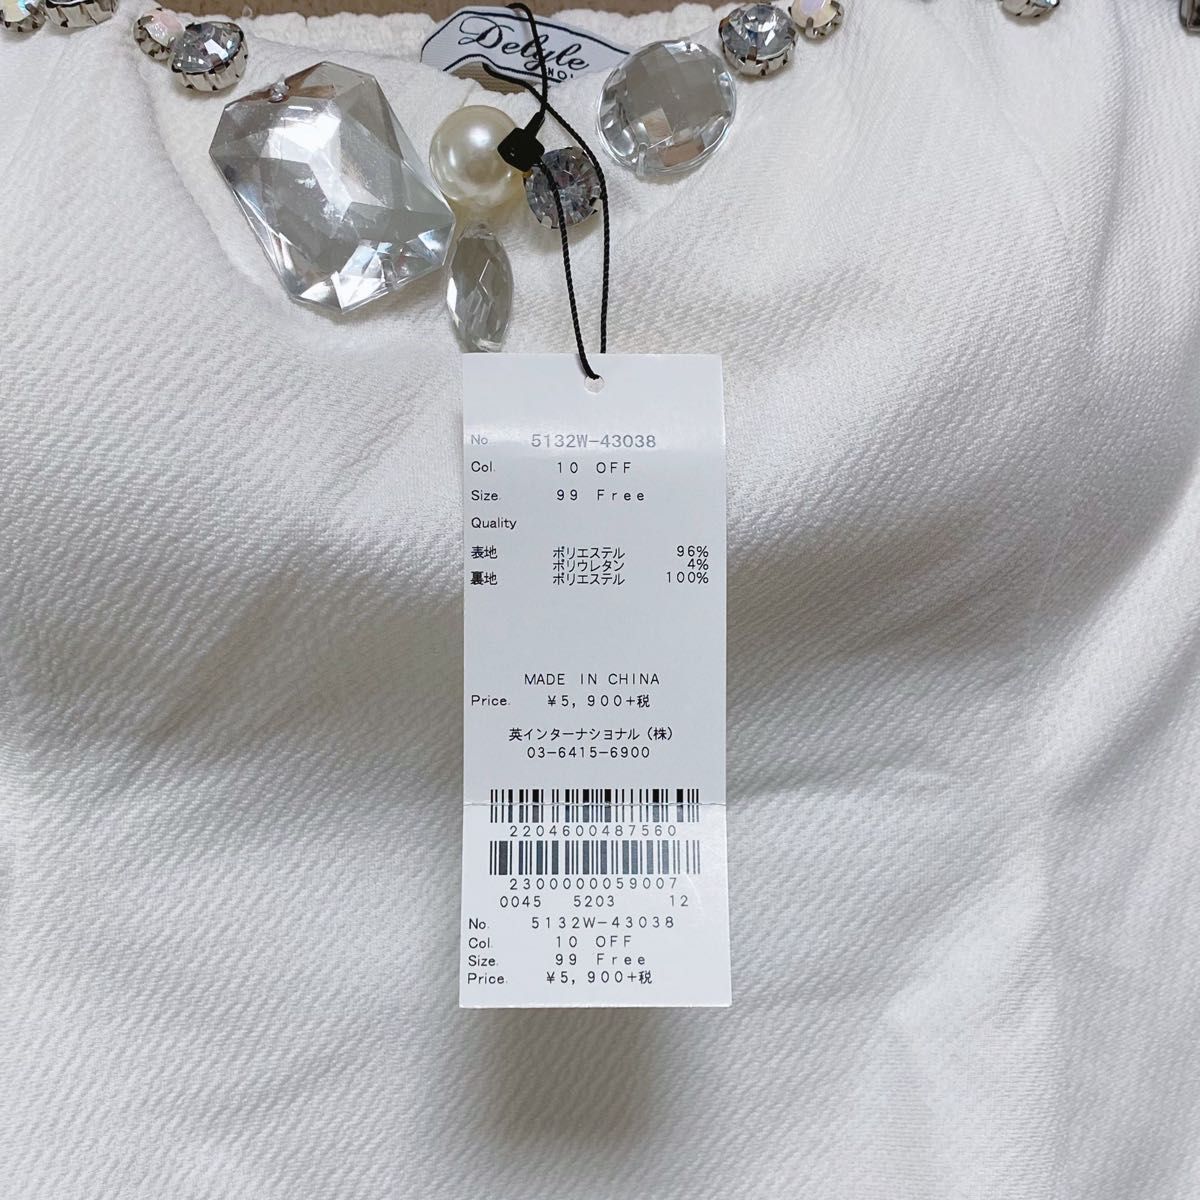 Delyle
NO
No. 5132W-43038
Col. 10 OFF
Size. 99 Free
Quality
表地 ポリエステル 96%
ポリウレタン 4%
裏地 ポリエステル 100%
MADE IN CHINA
Price. ¥5,900+税
英インターナショナル(株)
03-6415-6900
2204600487560
2300000059007
0045 5203 12
No. 5132W-43038
Col. 10 OFF
Size. 99 Free
Price. ¥5,900+税